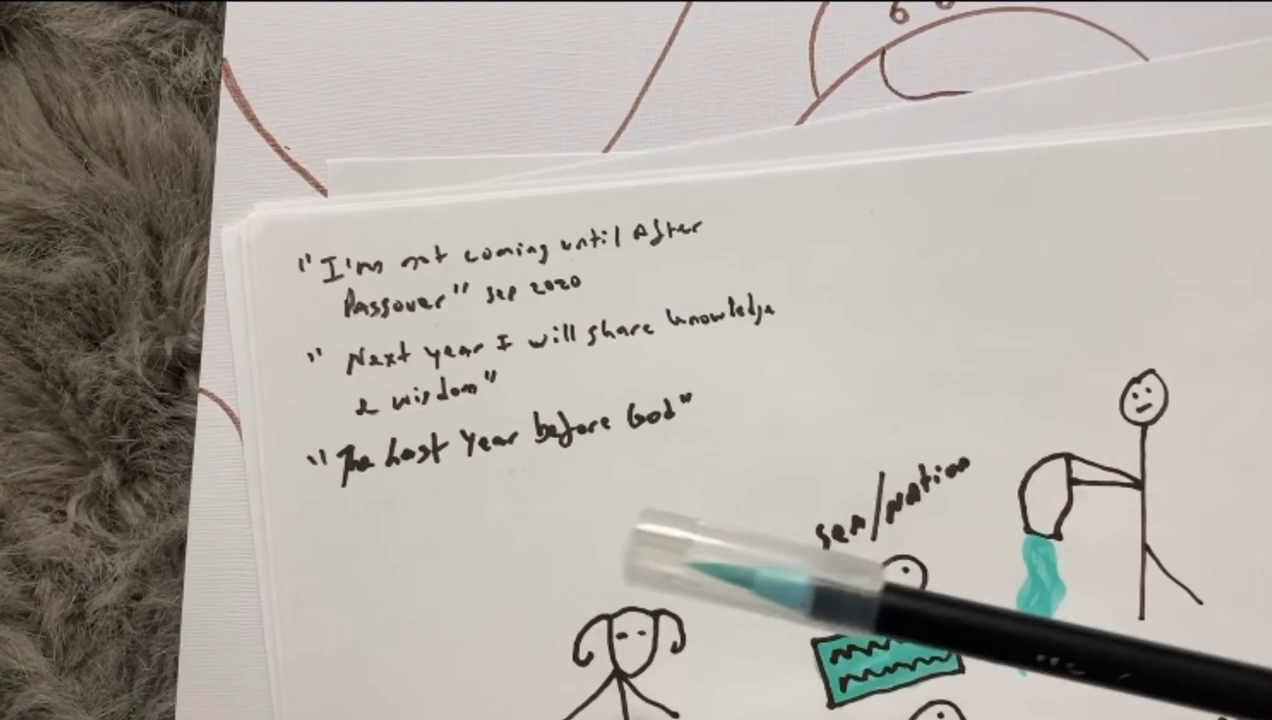 "I'm not coming until After
Passover" Sep 2020
" Next year I will share knowledge
& wisdom"
"The Last Year before God"
sea/Nation